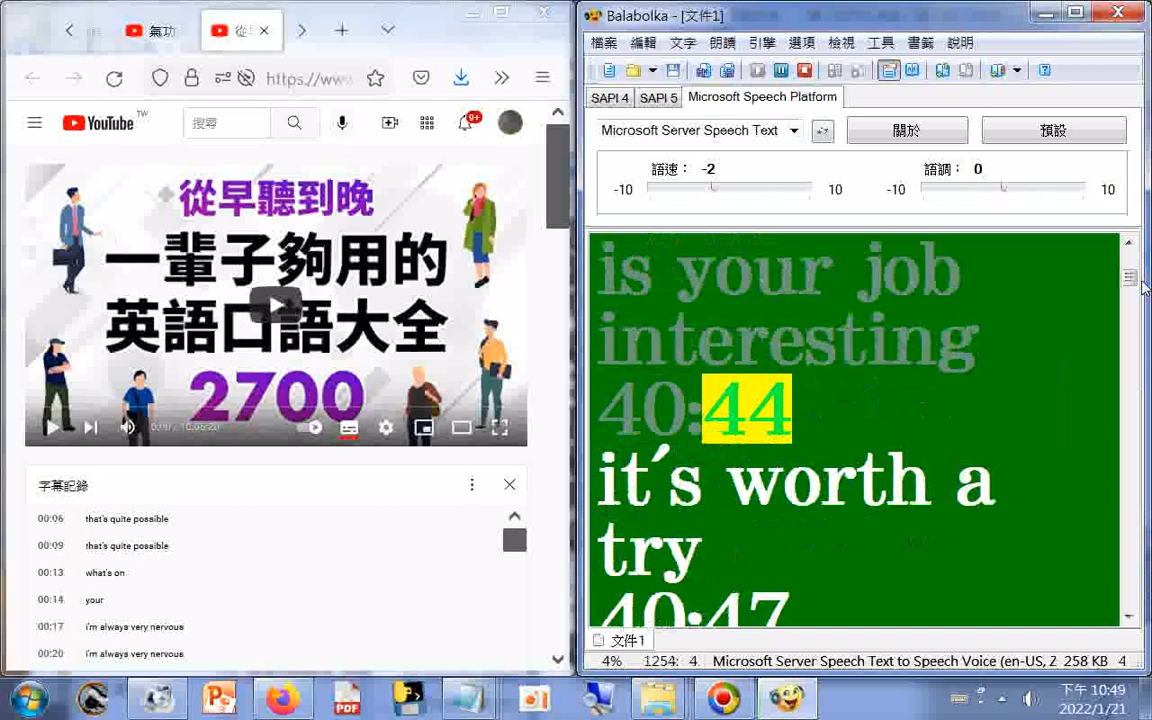 氣功
從
https://www
YouTube TW
搜尋
9+
從早聽到晚
一輩子夠用的
英語口語大全
2700
字幕記錄
00:06 that's quite possible
00:09 that's quite possible
00:13 what's on
00:14 your
00:17 i'm always very nervous
00:20 i'm always very nervous
Balabolka - [文件1]
檔案 編輯 文字 朗讀 引擎 選項 檢視 工具 書籤 說明
SAPI 4 SAPI 5 Microsoft Speech Platform
Microsoft Server Speech Text 關於 預設
語速： -2 語調： 0
-10 10 -10 10
is your job
interesting
40:44
it's worth a
try
40:47
文件1
4% 1254: 4 Microsoft Server Speech Text to Speech Voice (en-US, Z 258 KB 4
PDF
下午 10:49
2022/1/21